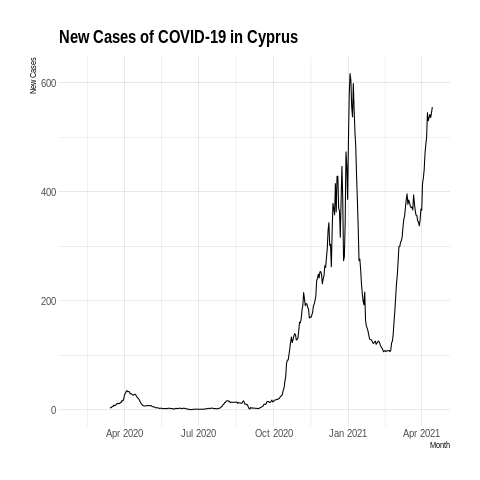 New Cases of COVID-19 in Cyprus
New Cases
600
400
200
0
Apr 2020
Jul 2020
Oct 2020
Jan 2021
Apr 2021
Month